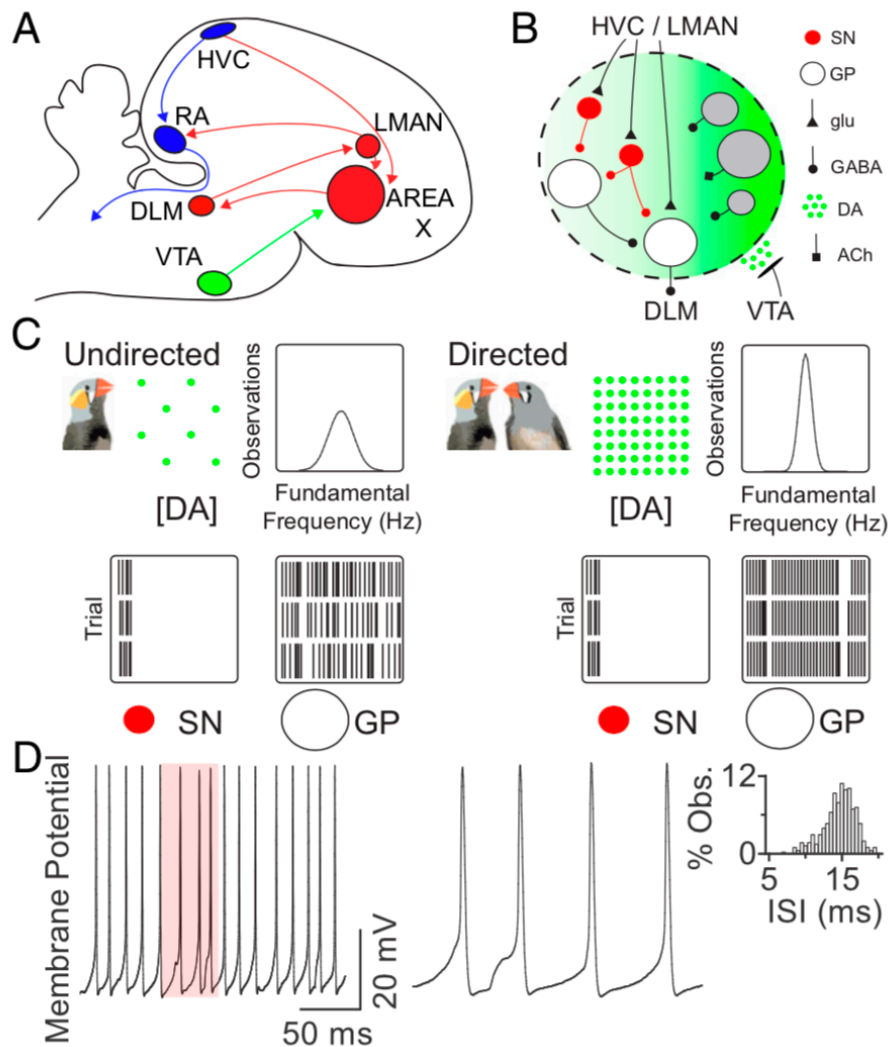 A
HVC
RA
LMAN
DLM
AREA
X
VTA
B
HVC / LMAN
DLM
VTA
SN
GP
glu
GABA
DA
ACh
C
Undirected
[DA]
Observations
Fundamental
Frequency (Hz)
Trial
SN
GP
Directed
[DA]
Observations
Fundamental
Frequency (Hz)
Trial
SN
GP
D
Membrane Potential
20 mV
50 ms
% Obs.
12
0
5
15
ISI (ms)